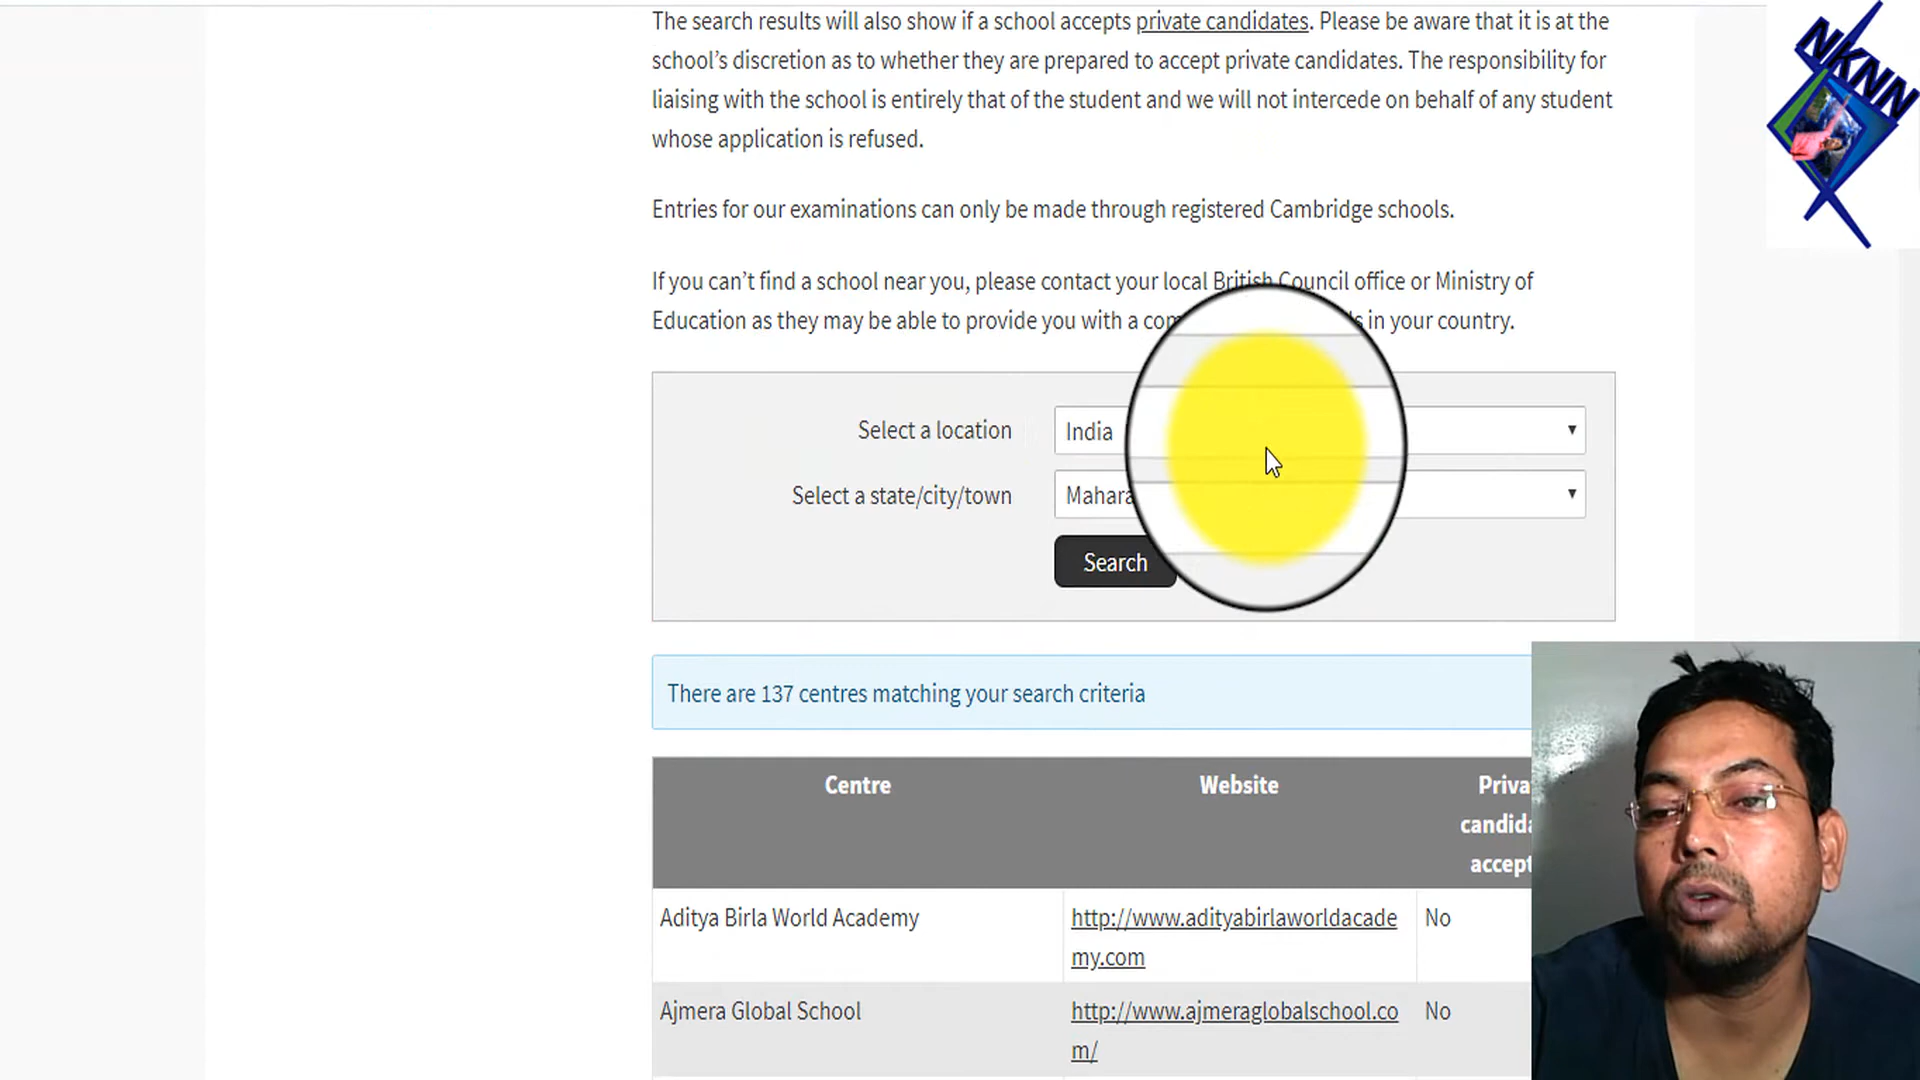 The search results will also show if a school accepts private candidates. Please be aware that it is at the
school's discretion as to whether they are prepared to accept private candidates. The responsibility for
liaising with the school is entirely that of the student and we will not intercede on behalf of any student
whose application is refused.
Entries for our examinations can only be made through registered Cambridge schools.
If you can't find a school near you, please contact your local British Council office or Ministry of
Education as they may be able to provide you with a in your country.
Select a location India
Select a state/city/town Mahara
Search
There are 137 centres matching your search criteria
Centre Website Priva
candida
accept
Aditya Birla World Academy http://www.adityabirlaworldacade No
my.com
Ajmera Global School http://www.ajmeraglobalschool.co No
m/
NKNN